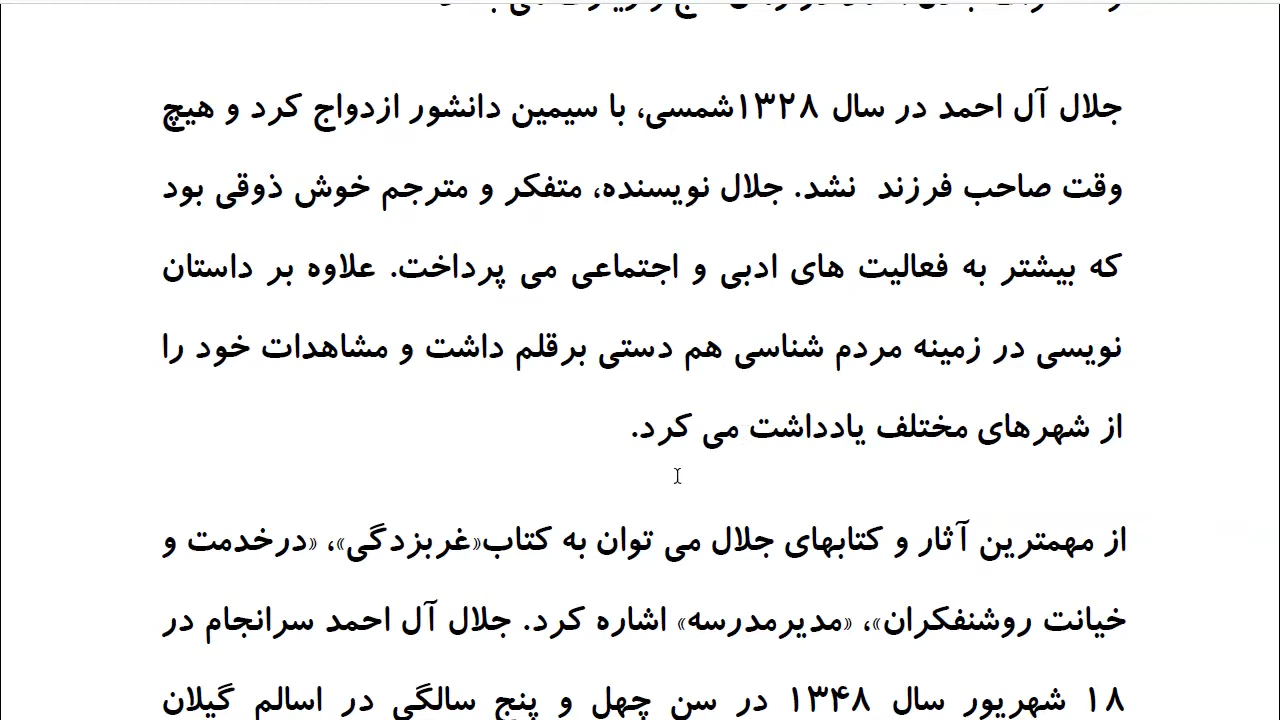 جلال آل احمد در سال ۱۳۲۸شمسی، با سیمین دانشور ازدواج کرد و هیچ
وقت صاحب فرزند نشد. جلال نویسنده، متفکر و مترجم خوش ذوقی بود
که بیشتر به فعالیت های ادبی و اجتماعی می پرداخت. علاوه بر داستان
نویسی در زمینه مردم شناسی هم دستی برقلم داشت و مشاهدات خود را
از شهرهای مختلف یادداشت می کرد.
از مهمترین آثار و کتابهای جلال می توان به کتاب«غربزدگی»، «درخدمت و
خیانت روشنفکران»، «مدیرمدرسه» اشاره کرد. جلال آل احمد سرانجام در
۱۸ شهریور سال ۱۳۴۸ در سن چهل و پنج سالگی در اسالم گیلان